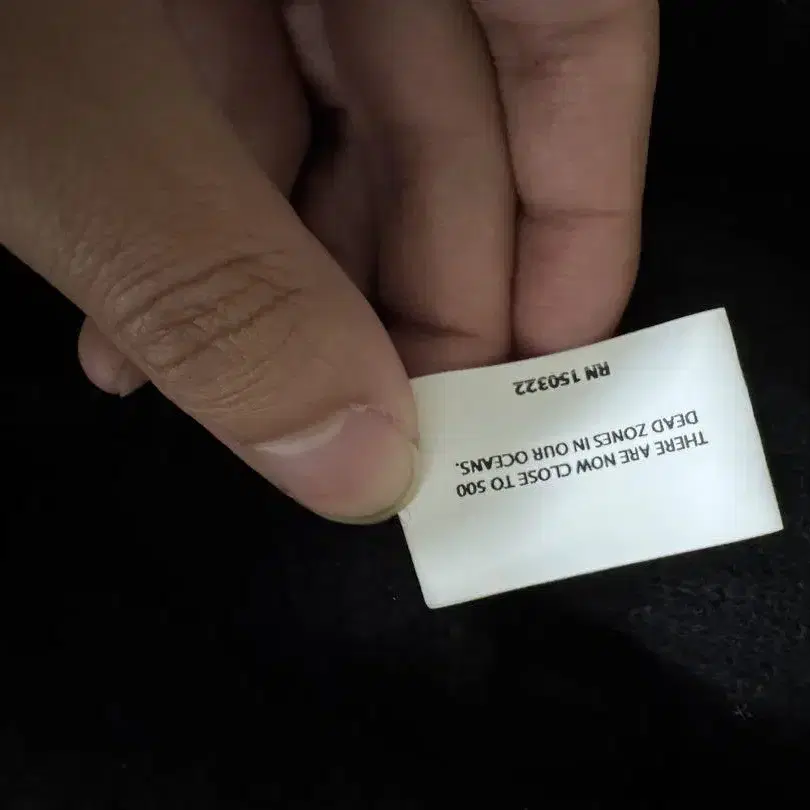 THERE ARE NOW CLOSE TO 500
DEAD ZONES IN OUR OCEANS.
RN 150322